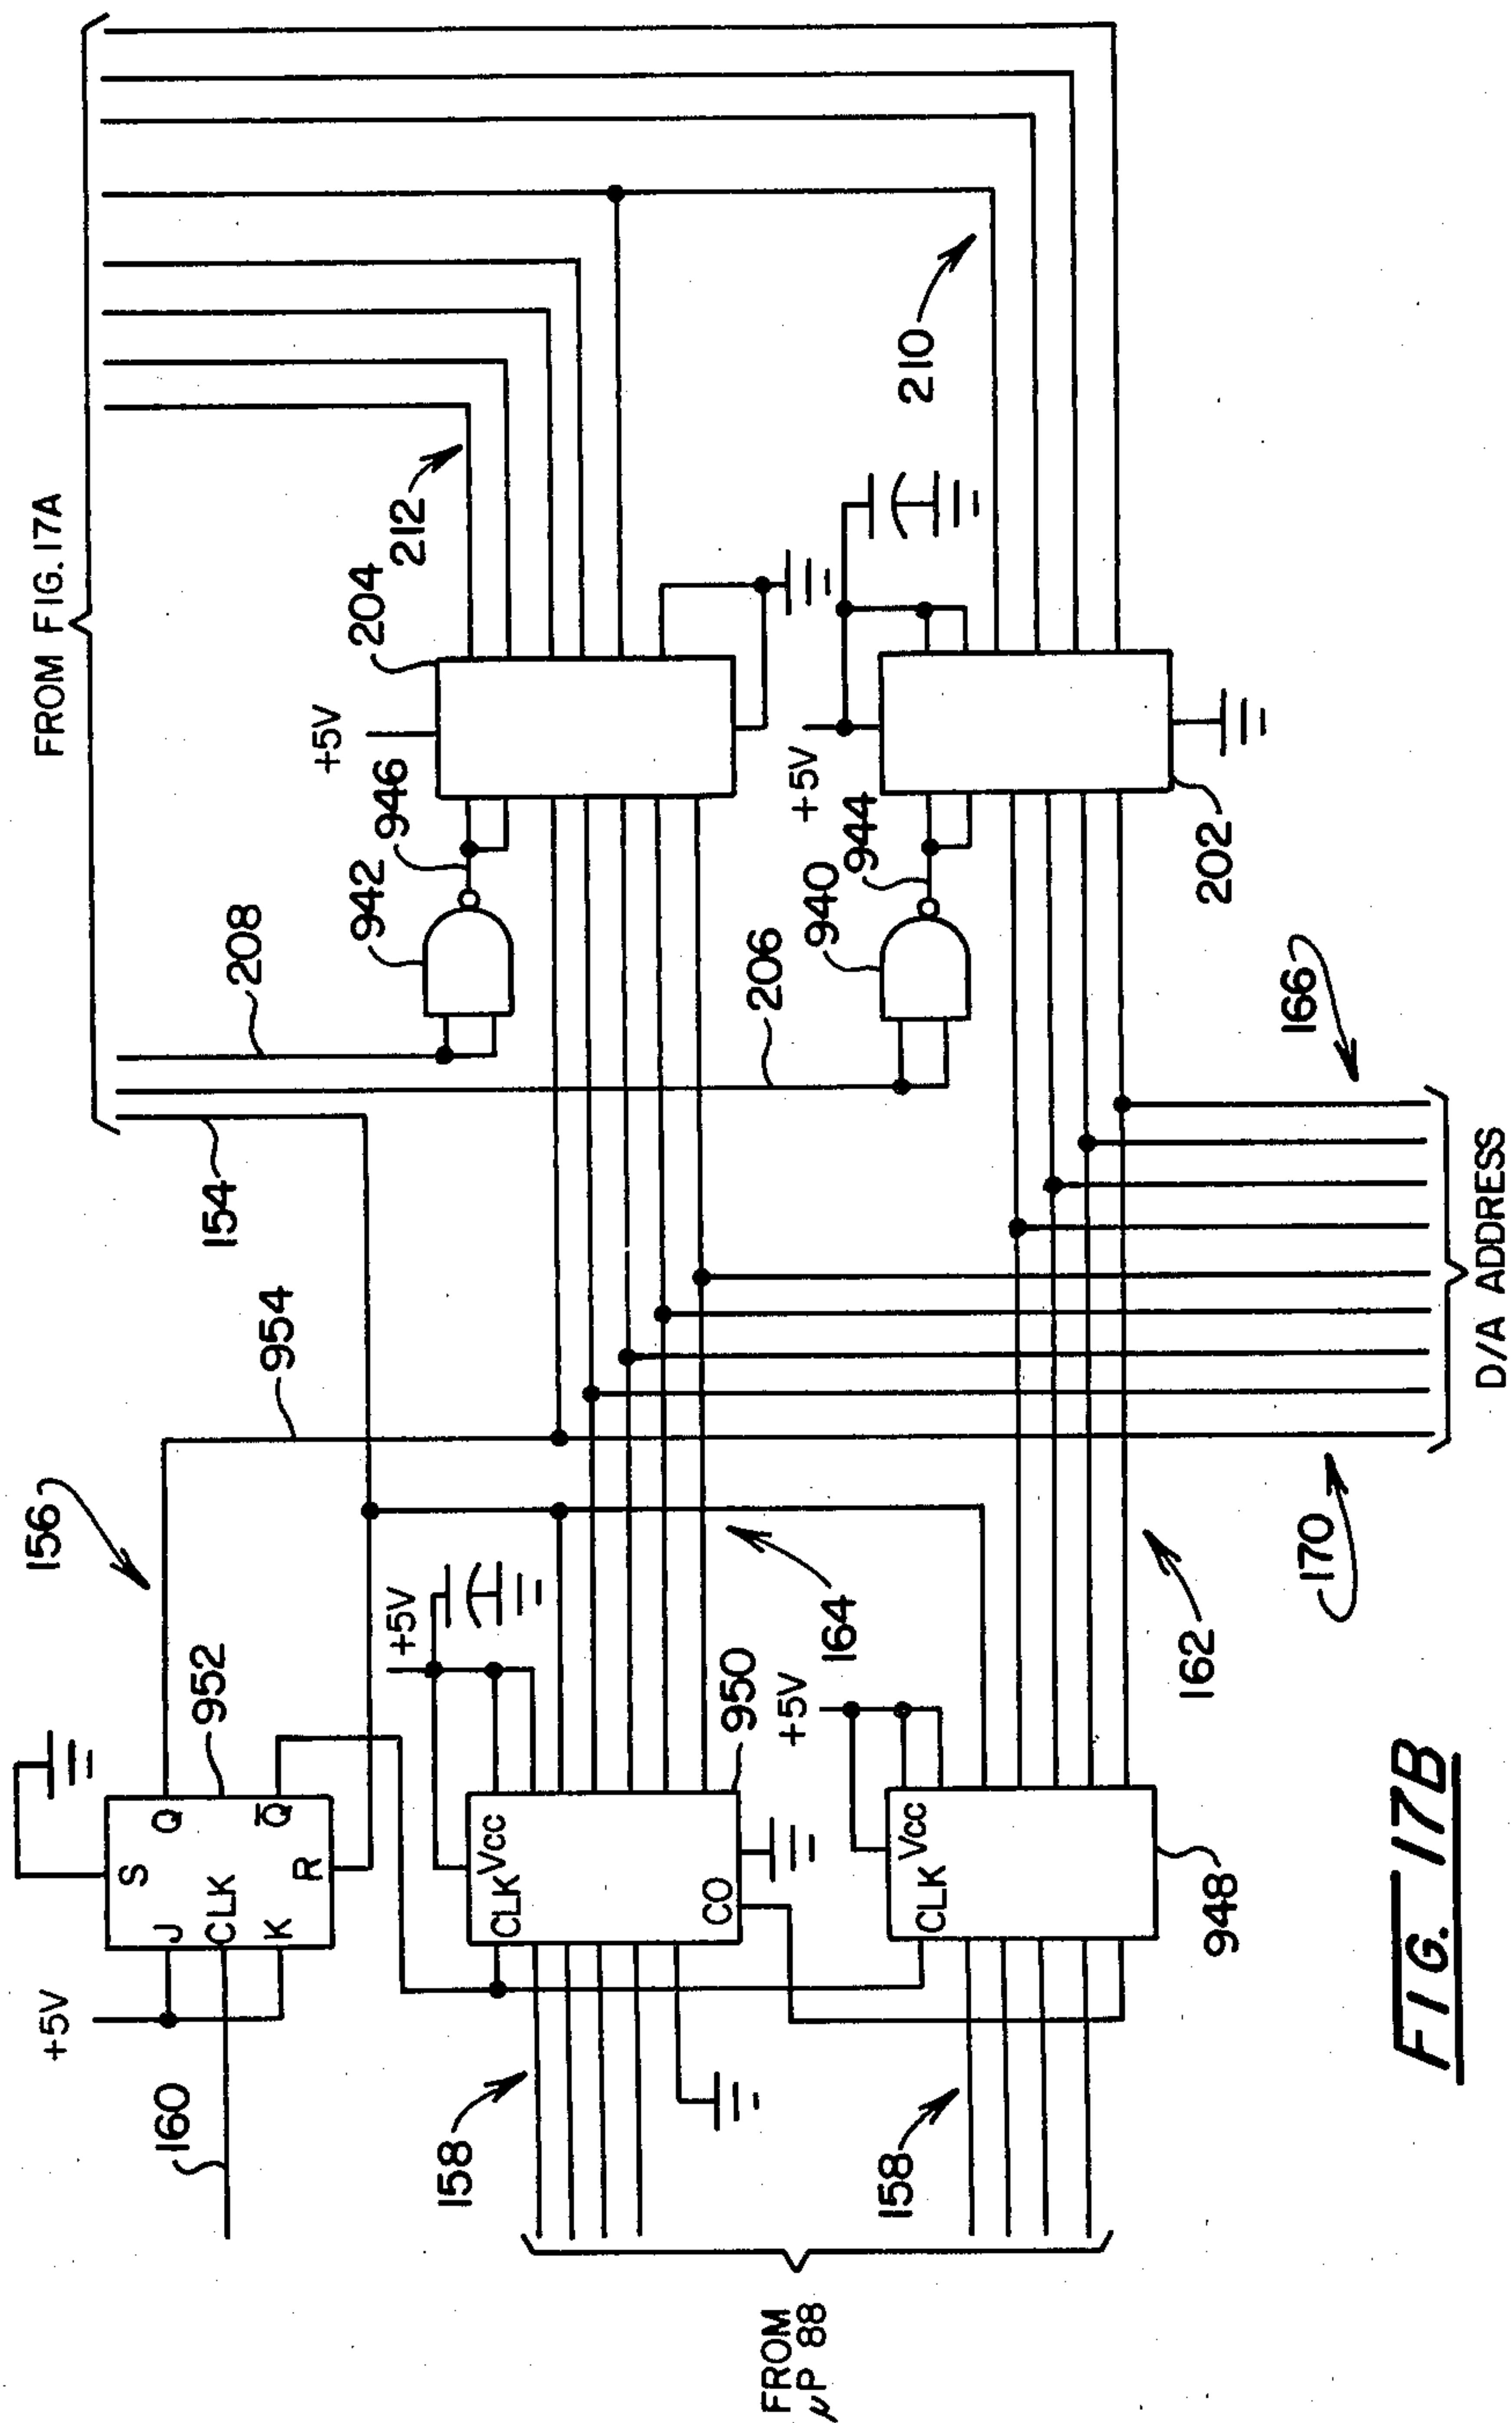 FROM FIG. 17A
154
208
206
204
212
210
+5V
942
946
+5V
940
944
202
156
954
952
S
J
CLK
K
Q
Q̅
R
+5V
160
+5V
CLK
Vcc
CO
950
164
+5V
CLK
Vcc
948
162
158
158
FROM
μP 88
166
170
D/A ADDRESS
FIG. 17B